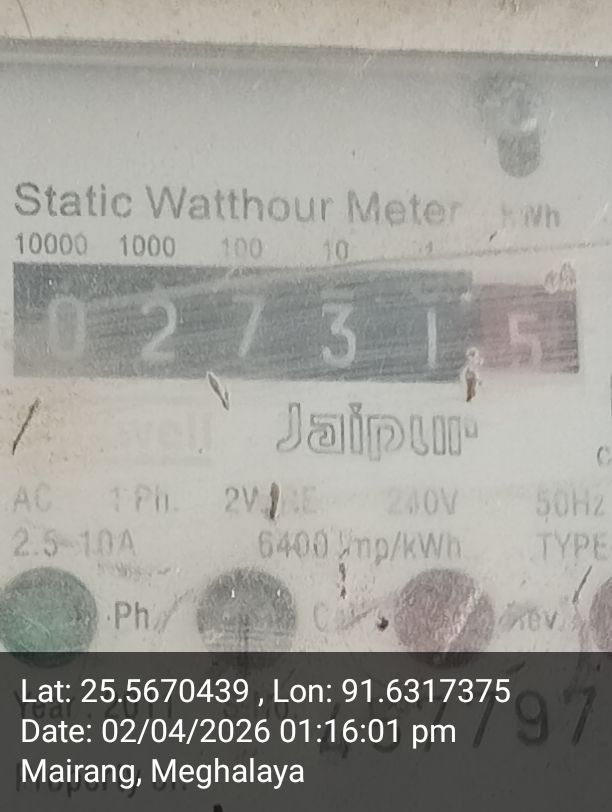 Static Watthour Meter kWh
10000 1000 100 10 1
0 2 7 3 1 5
Jaipur
AC 1 Ph. 240V 50Hz
2.5-10A 6400 imp/kWh TYPE
Ph.
Lat: 25.5670439 , Lon: 91.6317375
Date: 02/04/2026 01:16:01 pm
Mairang, Meghalaya